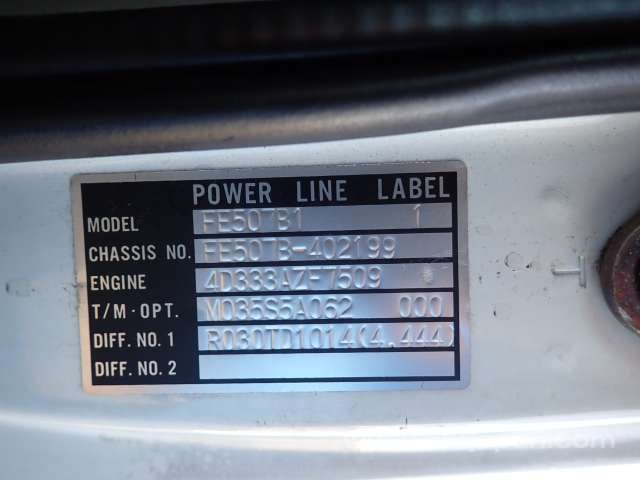 POWER LINE LABEL
MODEL FE507B1 1
CHASSIS NO. FE507B-402199
ENGINE 4D333AZF7509
T/M·OPT. M035S5A062 000
DIFF. NO. 1 R030TD1014(4.444)
DIFF. NO. 2